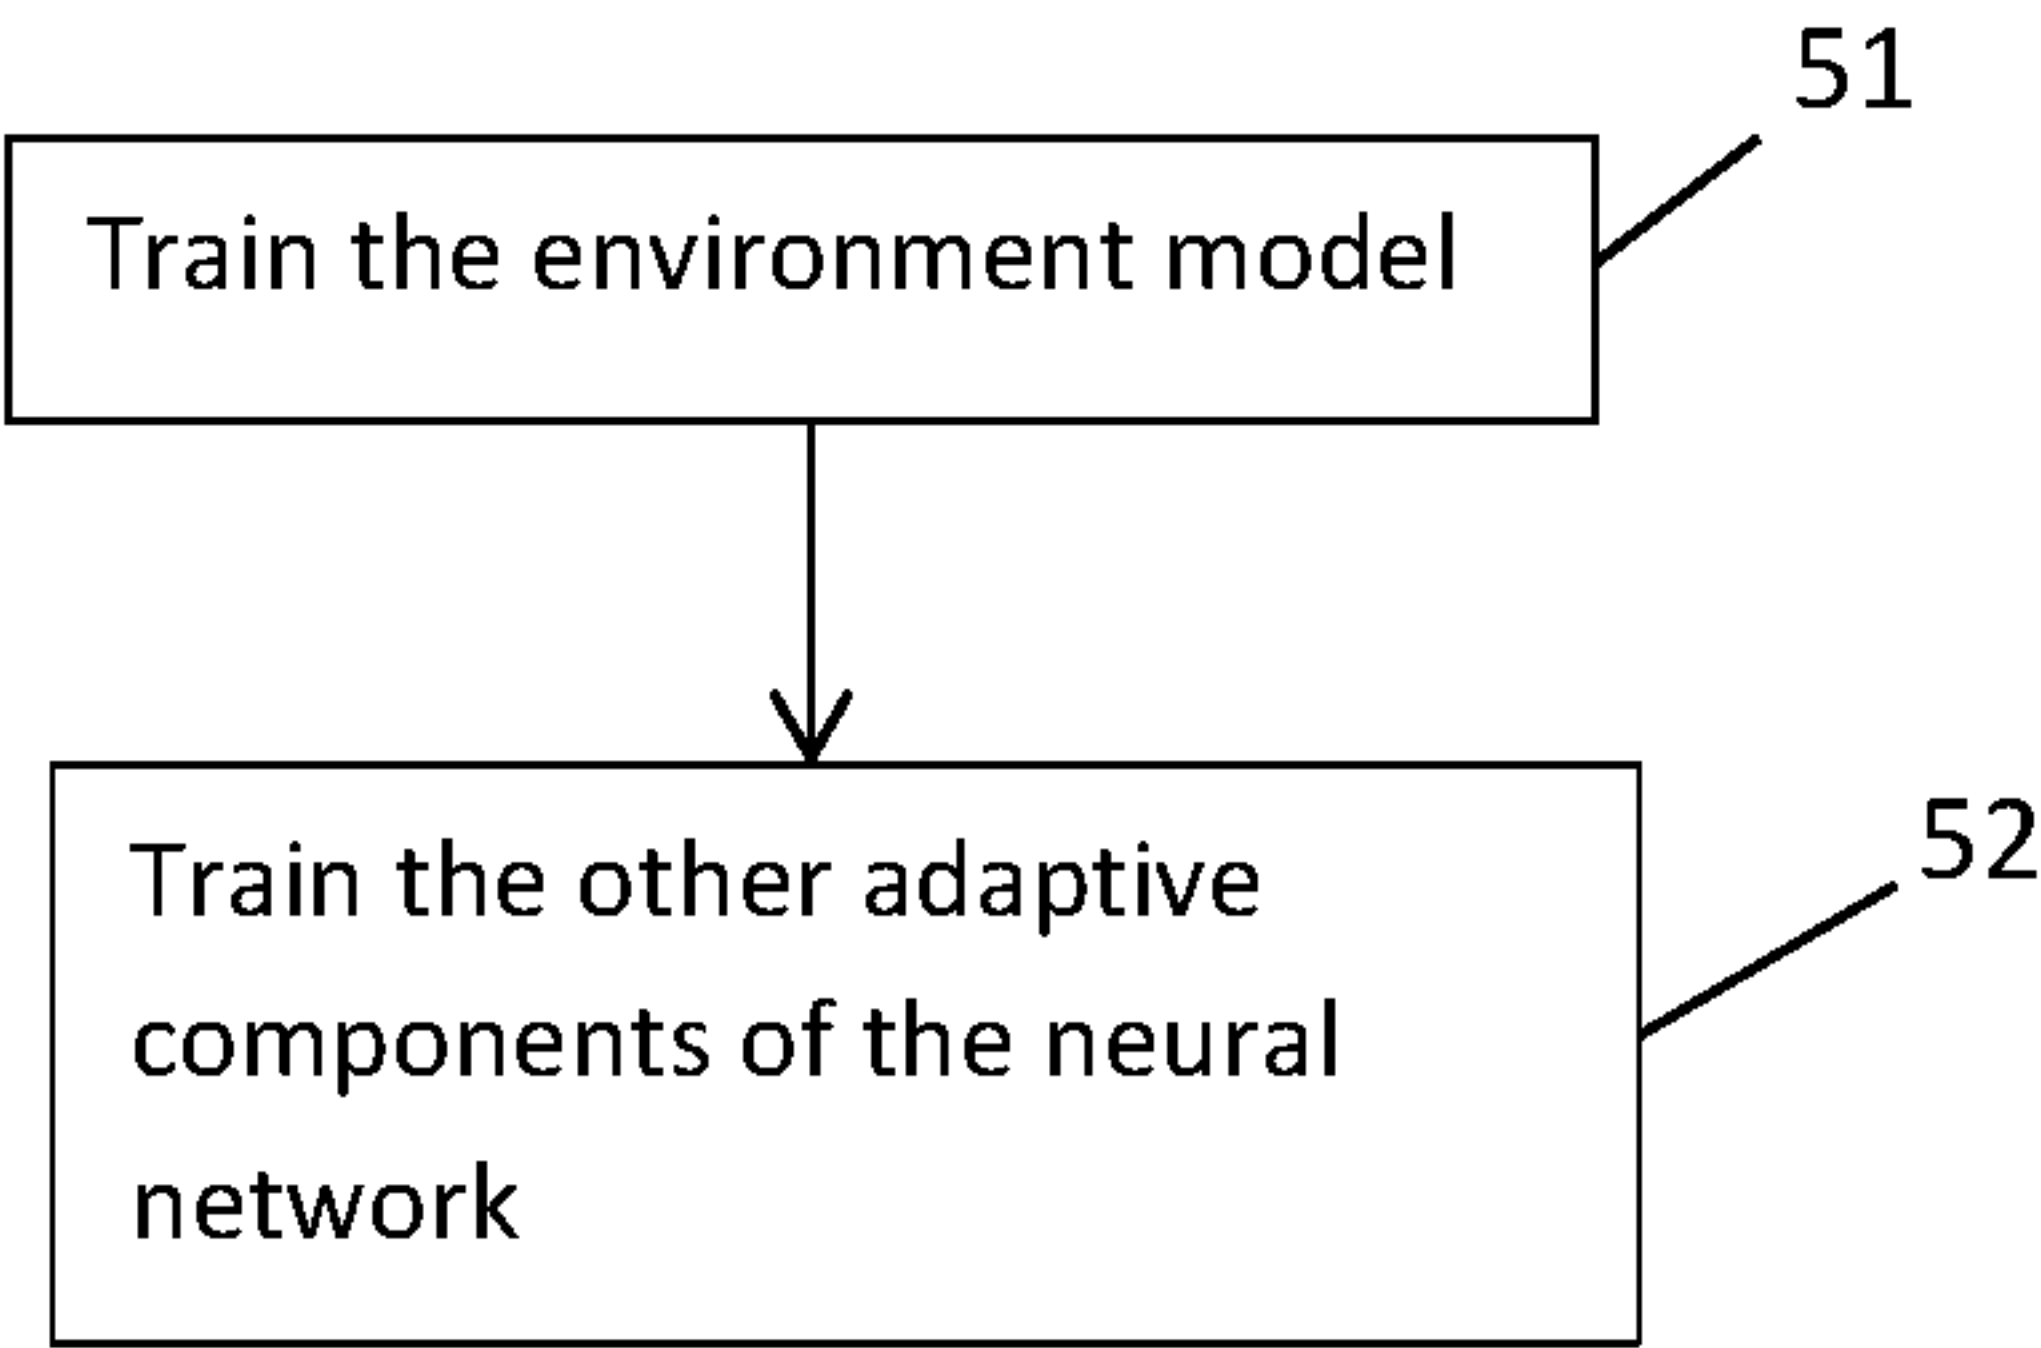 51
Train the environment model
52
Train the other adaptive
components of the neural
network